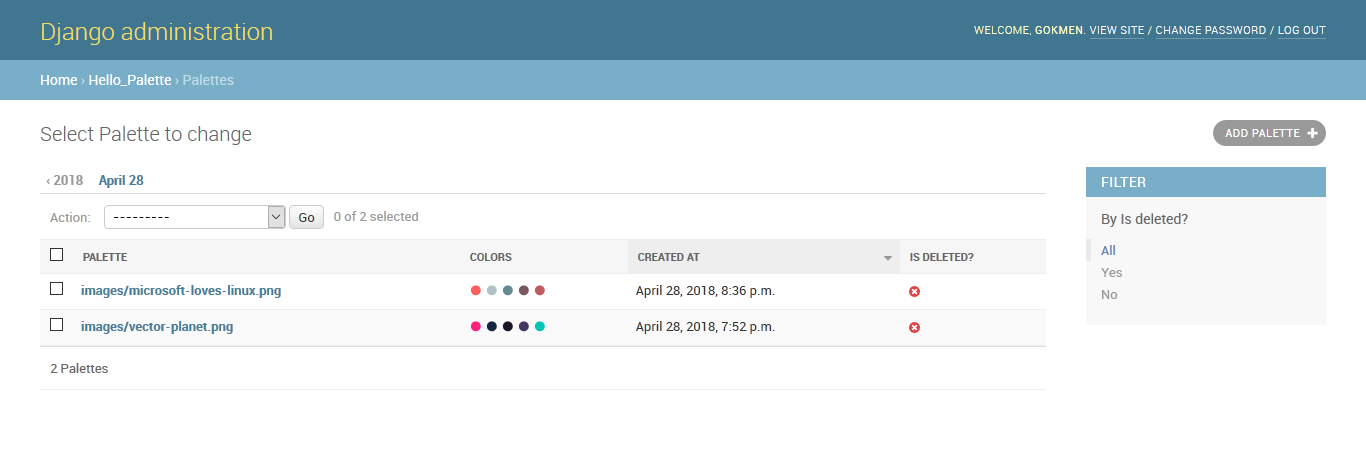 Django administration
WELCOME, GOKMEN. VIEW SITE / CHANGE PASSWORD / LOG OUT
Home › Hello_Palette › Palettes
Select Palette to change
ADD PALETTE
‹ 2018 April 28
Action: --------- Go 0 of 2 selected
PALETTE COLORS CREATED AT IS DELETED?
images/microsoft-loves-linux.png April 28, 2018, 8:36 p.m.
images/vector-planet.png April 28, 2018, 7:52 p.m.
2 Palettes
FILTER
By Is deleted?
All
Yes
No